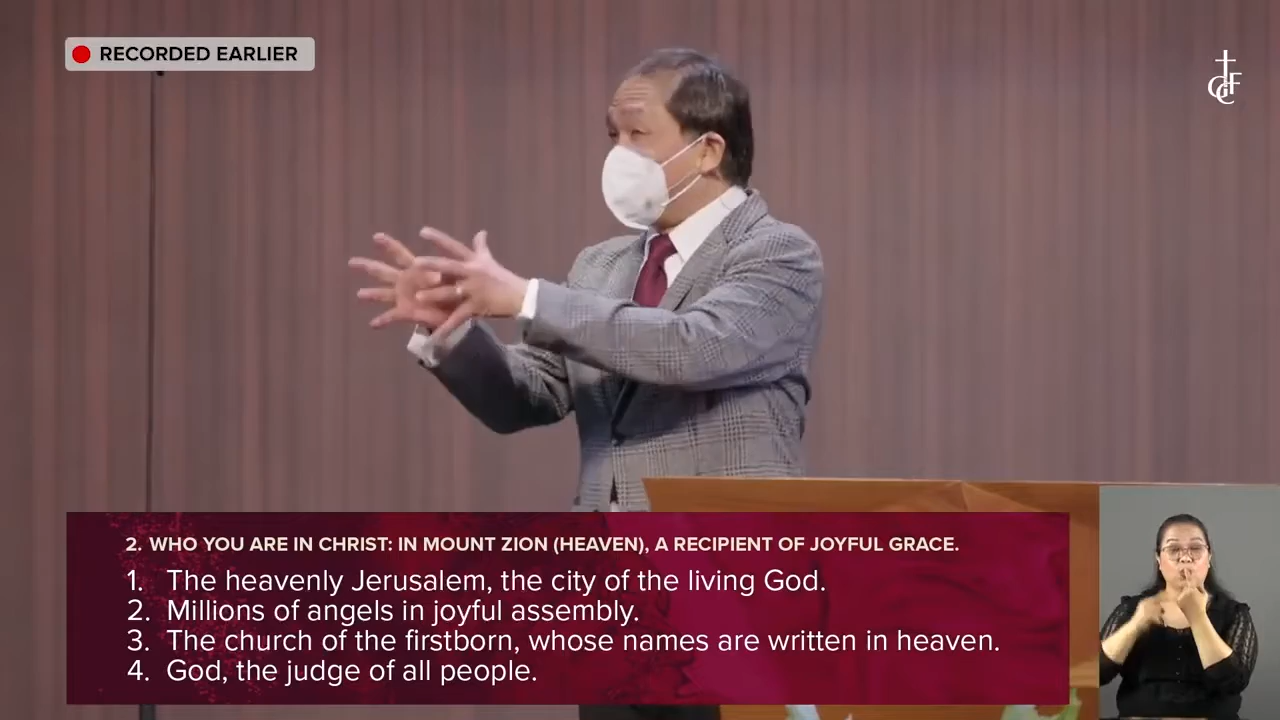 RECORDED EARLIER
GCF
2. WHO YOU ARE IN CHRIST: IN MOUNT ZION (HEAVEN), A RECIPIENT OF JOYFUL GRACE.
1. The heavenly Jerusalem, the city of the living God.
2. Millions of angels in joyful assembly.
3. The church of the firstborn, whose names are written in heaven.
4. God, the judge of all people.